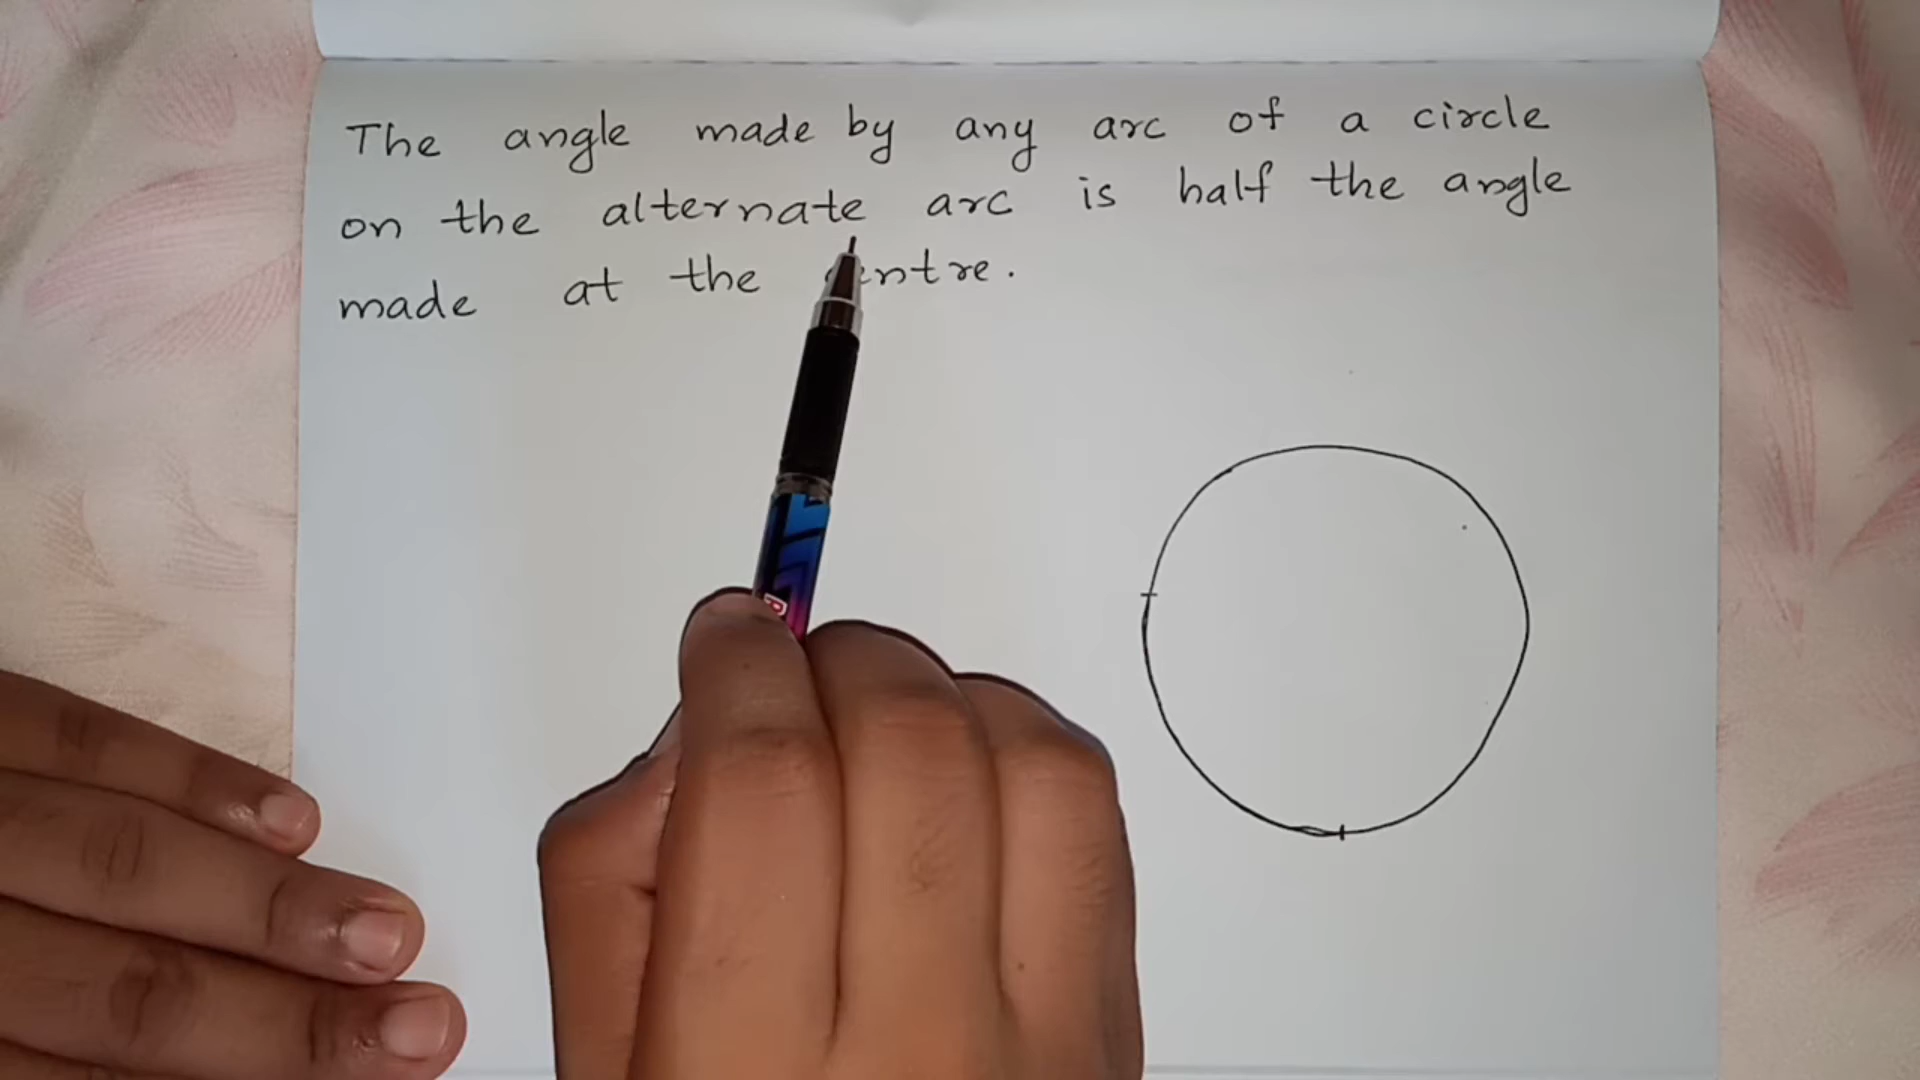 The angle made by any arc of a circle
on the alternate arc is half the angle
made at the centre.